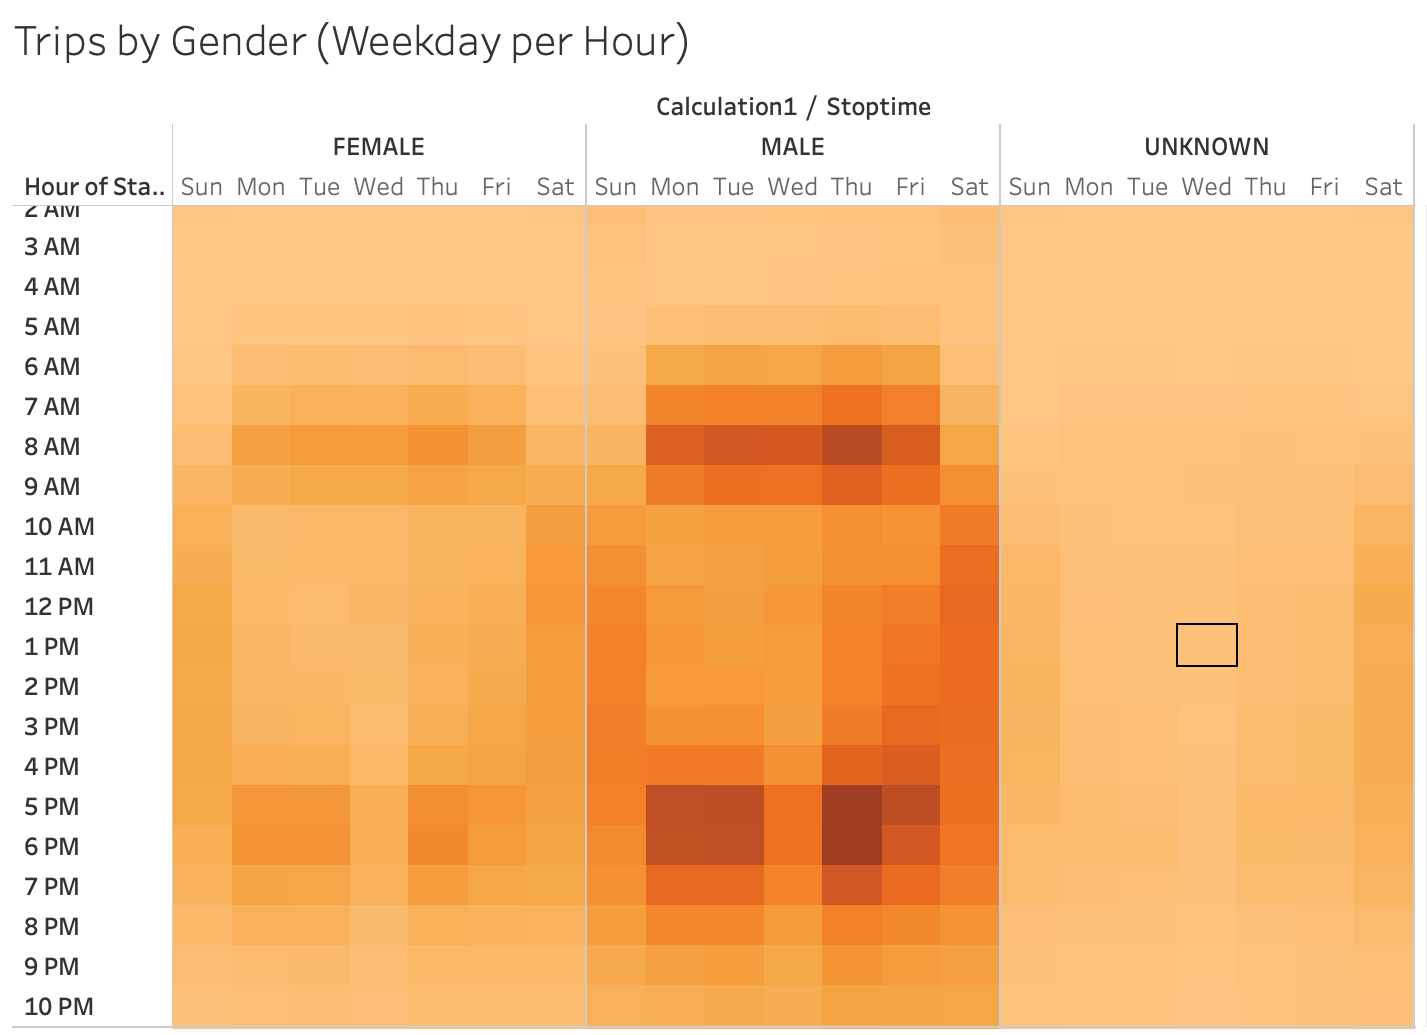 Trips by Gender (Weekday per Hour)
Calculation1 / Stoptime
FEMALE MALE UNKNOWN
Hour of Sta.. Sun Mon Tue Wed Thu Fri Sat Sun Mon Tue Wed Thu Fri Sat Sun Mon Tue Wed Thu Fri Sat
2 AM
3 AM
4 AM
5 AM
6 AM
7 AM
8 AM
9 AM
10 AM
11 AM
12 PM
1 PM
2 PM
3 PM
4 PM
5 PM
6 PM
7 PM
8 PM
9 PM
10 PM